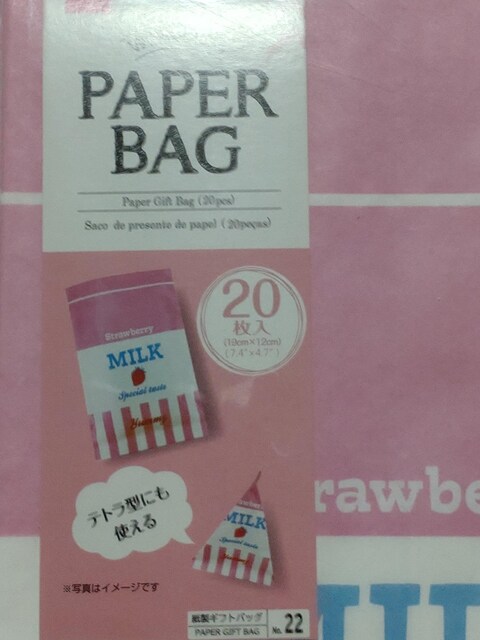 PAPER
BAG
Paper Gift Bag (20pcs)
Saco de presente de papel (20peças)
20
枚入
(19cm×12cm)
(7.4"×4.7")
Strawberry
MILK
Special taste
Yummy
テトラ型にも
使える
MILK
Special taste
※写真はイメージです
紙製ギフトバッグ
PAPER GIFT BAG
No. 22
rawbe